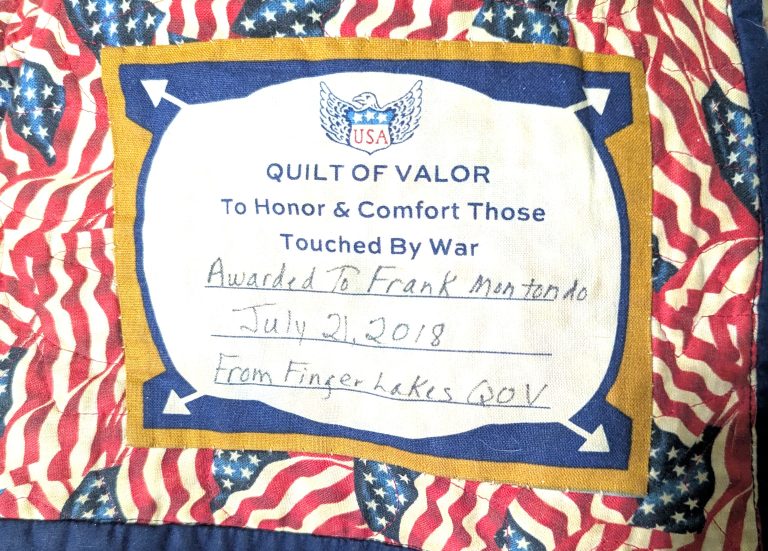 USA
QUILT OF VALOR
To Honor & Comfort Those
Touched By War
Awarded To Frank Montondo
July 21, 2018
From Finger Lakes QOV